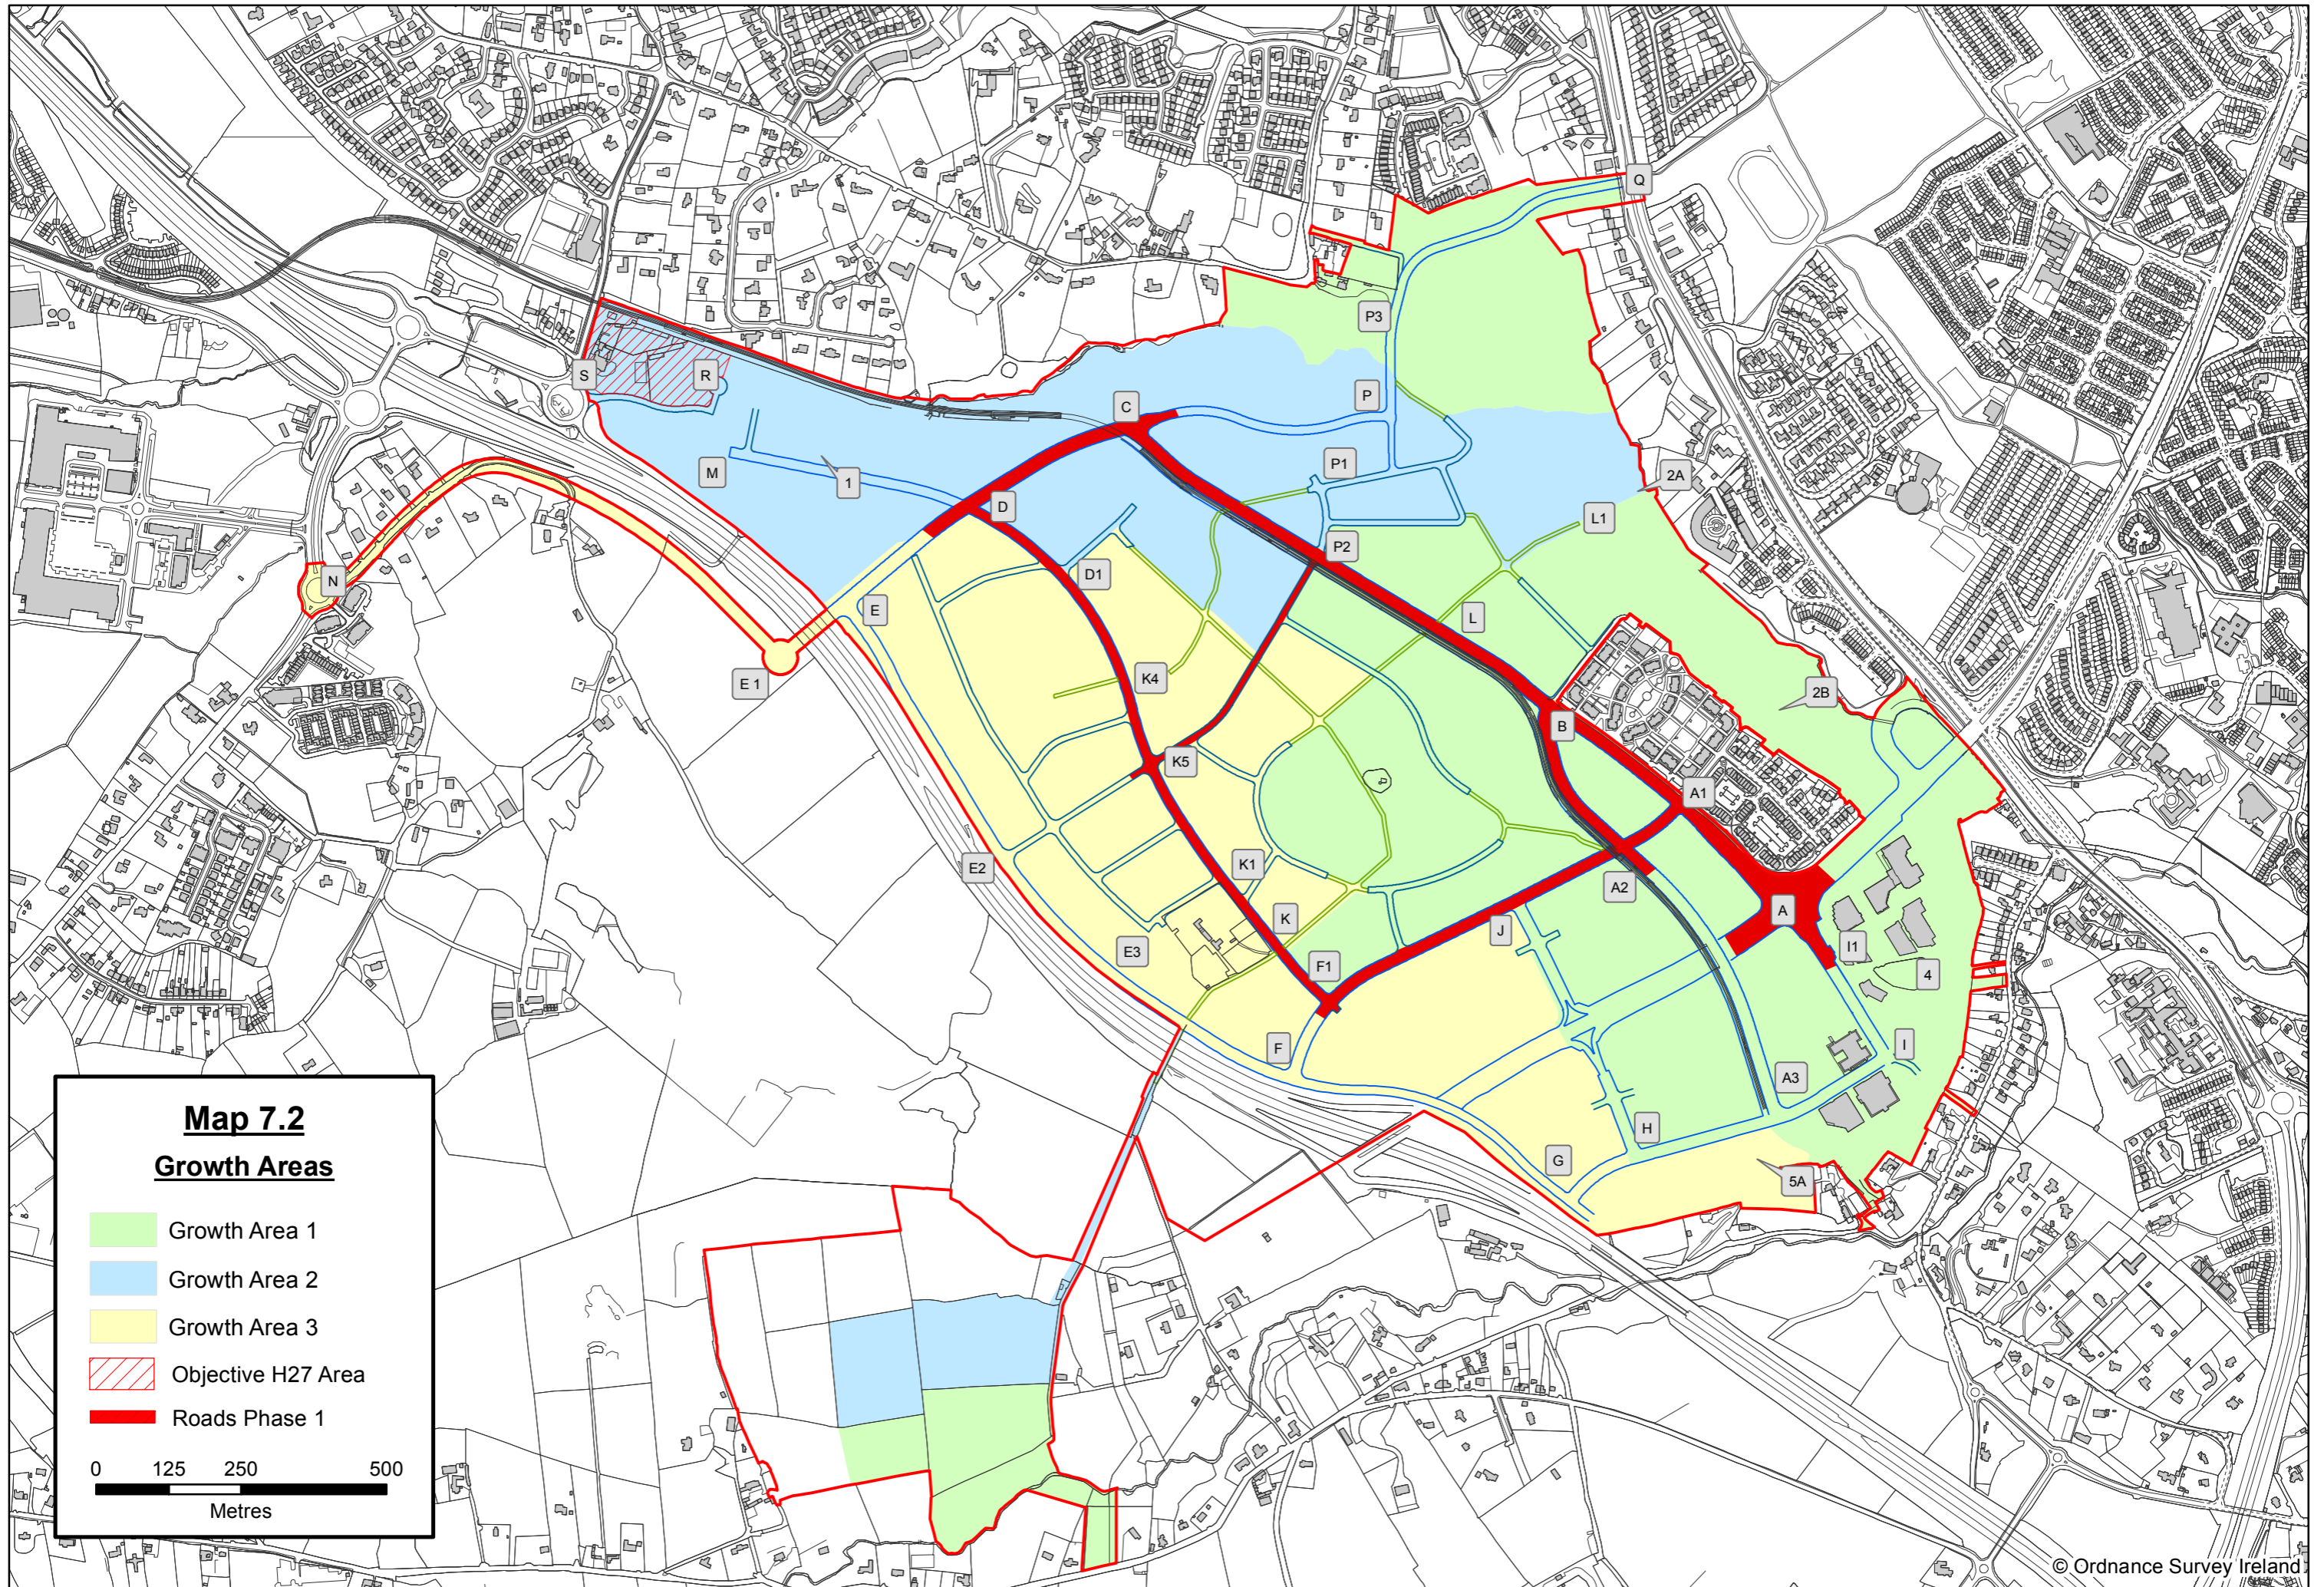 Q
P3
S
R
P
C
M
1
P1
2A
D
L1
P2
D1
N
E
L
E 1
K4
2B
B
K5
A1
E2
K1
A2
A
K
J
I1
E3
F1
4
F
I
A3
H
G
5A
Map 7.2
Growth Areas
Growth Area 1
Growth Area 2
Growth Area 3
Objective H27 Area
Roads Phase 1
0 125 250 500
Metres
© Ordnance Survey Ireland